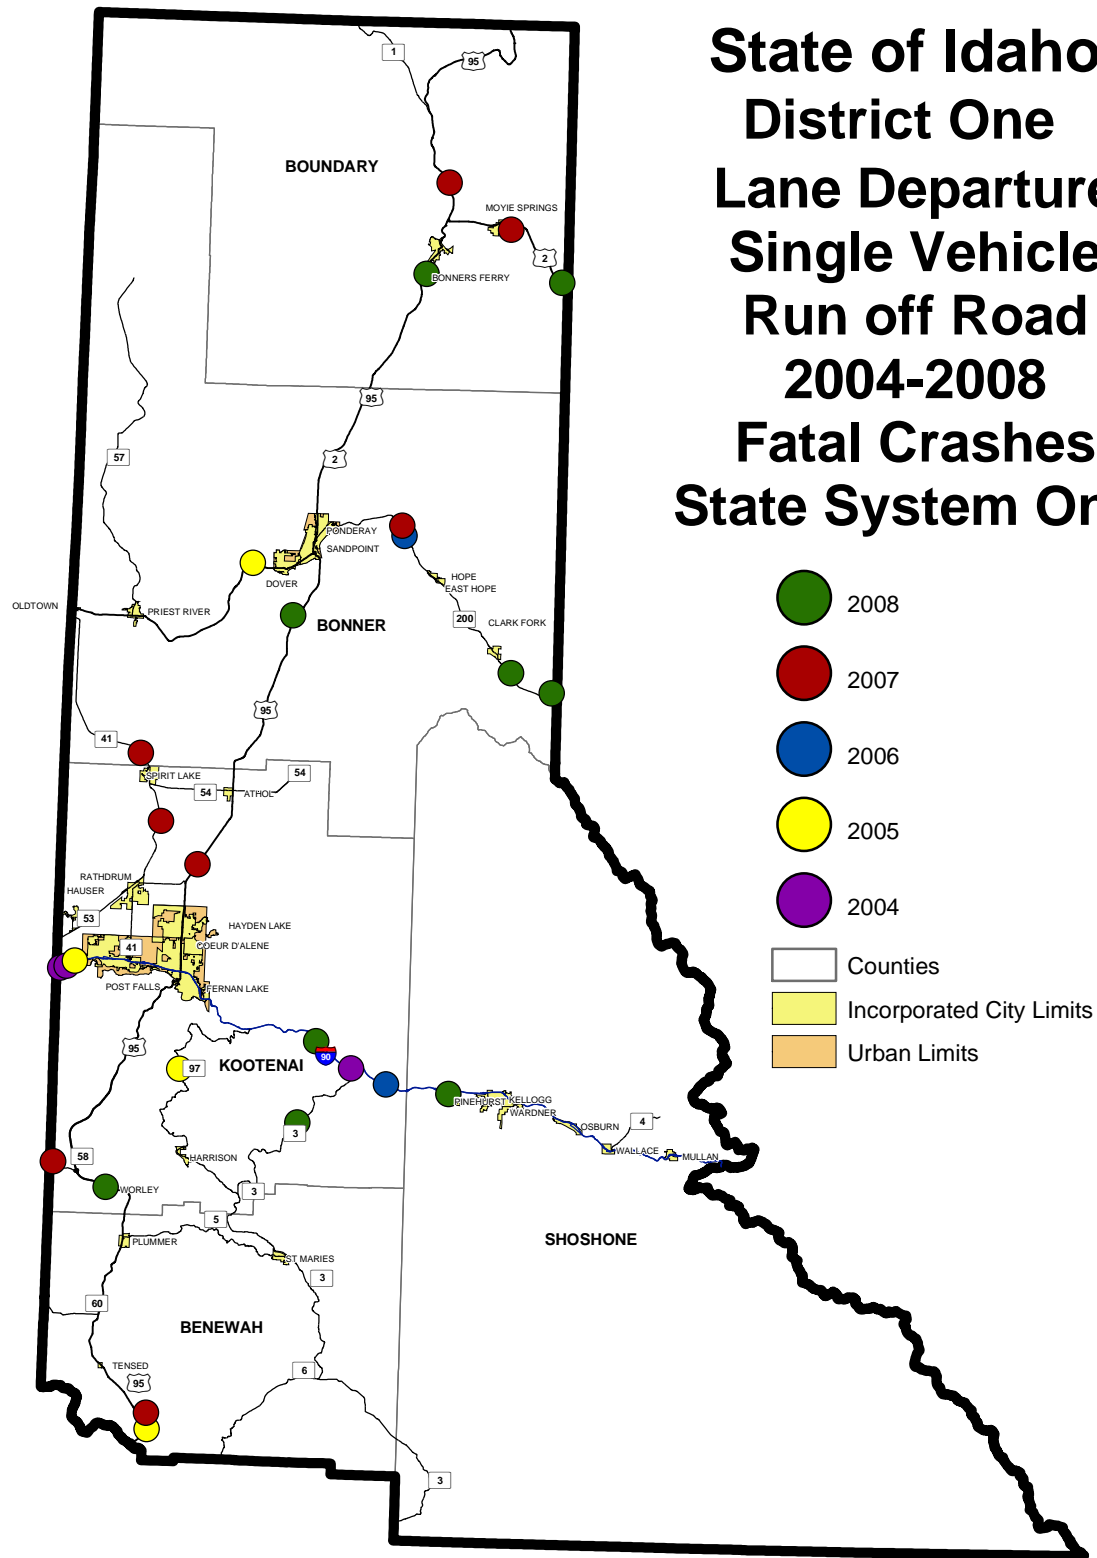 State of Idaho
District One
Lane Departure
Single Vehicle
Run off Road
2004-2008
Fatal Crashes
State System On
2008
2007
2006
2005
2004
Counties
Incorporated City Limits
Urban Limits
1
95
BOUNDARY
MOYIE SPRINGS
2
BONNERS FERRY
95
57
2
PONDERAY
SANDPOINT
DOVER
HOPE
EAST HOPE
OLDTOWN
PRIEST RIVER
200
CLARK FORK
BONNER
95
41
SPIRIT LAKE
54
54
ATHOL
RATHDRUM
HAUSER
53
HAYDEN LAKE
41
COEUR D'ALENE
POST FALLS
FERNAN LAKE
95
90
97
KOOTENAI
PINEHURST
KELLOGG
WARDNER
OSBURN
4
WALLACE
MULLAN
3
58
HARRISON
WORLEY
3
5
PLUMMER
ST MARIES
3
SHOSHONE
60
BENEWAH
TENSED
95
6
3